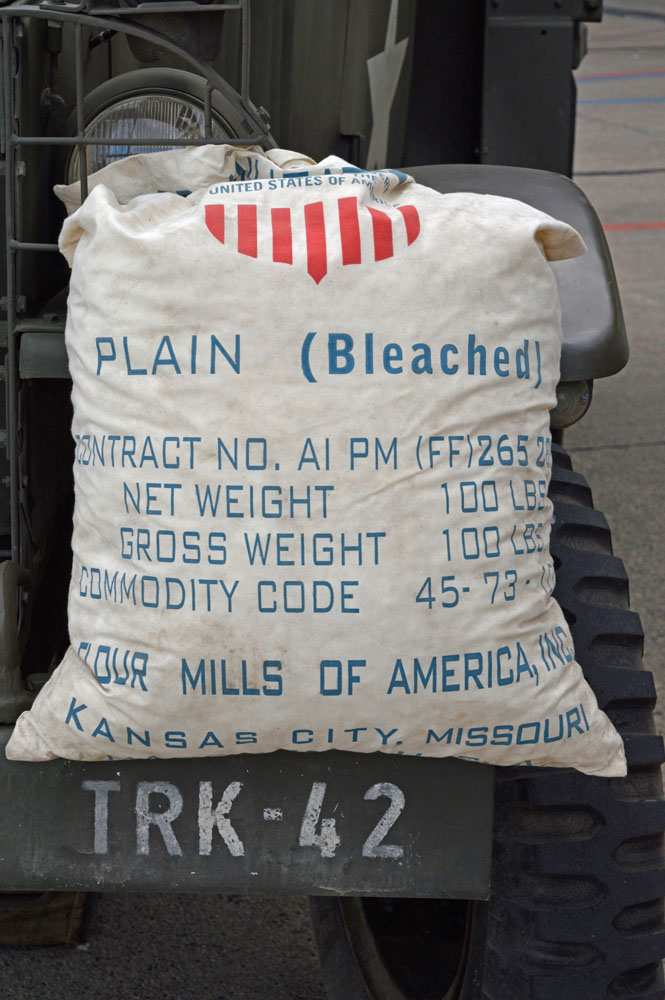 UNITED STATES OF
PLAIN (Bleached)
CONTRACT NO. AI PM (FF)265
NET WEIGHT 100 LBS
GROSS WEIGHT 100 LBS
COMMODITY CODE 45-73-
FLOUR MILLS OF AMERICA, INC.
KANSAS CITY, MISSOURI
TRK-42